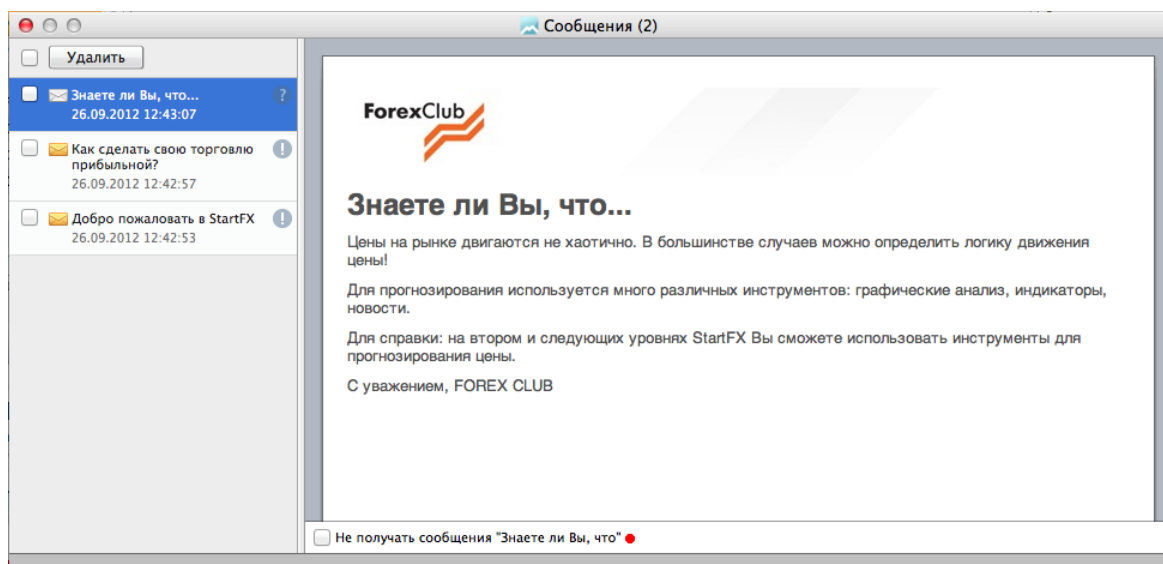 Сообщения (2)
Удалить
Знаете ли Вы, что...
?
26.09.2012 12:43:07
Как сделать свою торговлю
!
прибыльной?
26.09.2012 12:42:57
Добро пожаловать в StartFX
!
26.09.2012 12:42:53
ForexClub
Знаете ли Вы, что...
Цены на рынке двигаются не хаотично. В большинстве случаев можно определить логику движения
цены!
Для прогнозирования используется много различных инструментов: графические анализ, индикаторы,
новости.
Для справки: на втором и следующих уровнях StartFX Вы сможете использовать инструменты для
прогнозирования цены.
С уважением, FOREX CLUB
Не получать сообщения "Знаете ли Вы, что"